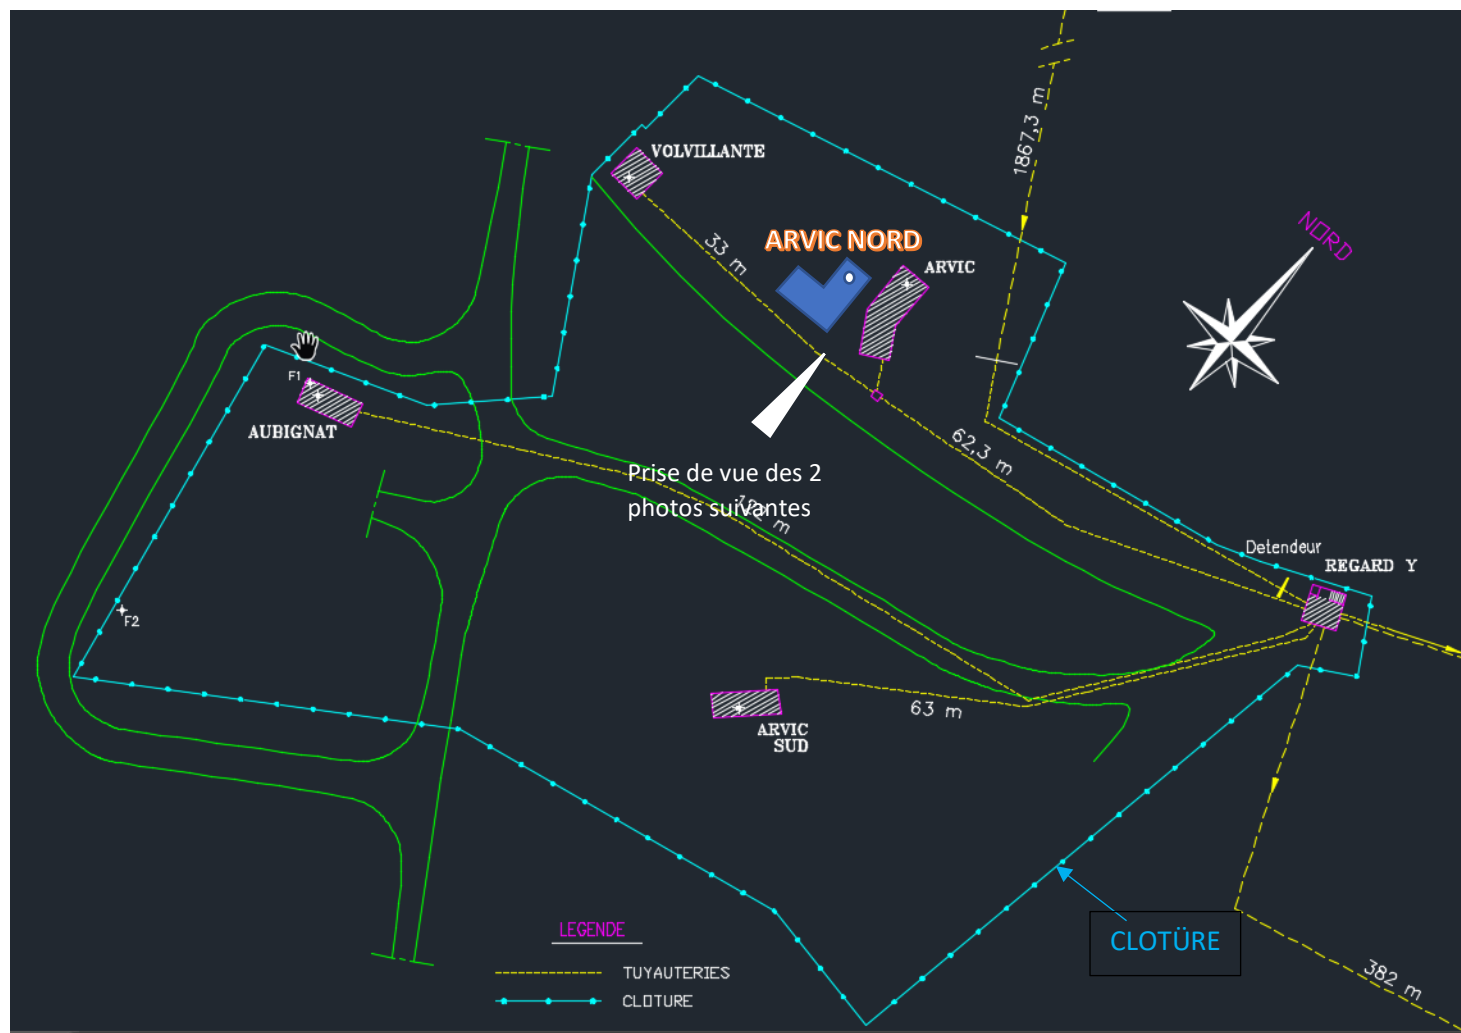 1867,3 m
VOLVILLANTE
NORD
33 m
ARVIC NORD
ARVIC
F1
AUBIGNAT
62,3 m
Prise de vue des 2
photos suivantes
Detendeur
REGARD Y
F2
63 m
ARVIC
SUD
LEGENDE
TUYAUTERIES
CLOTURE
CLOTÜRE
382 m